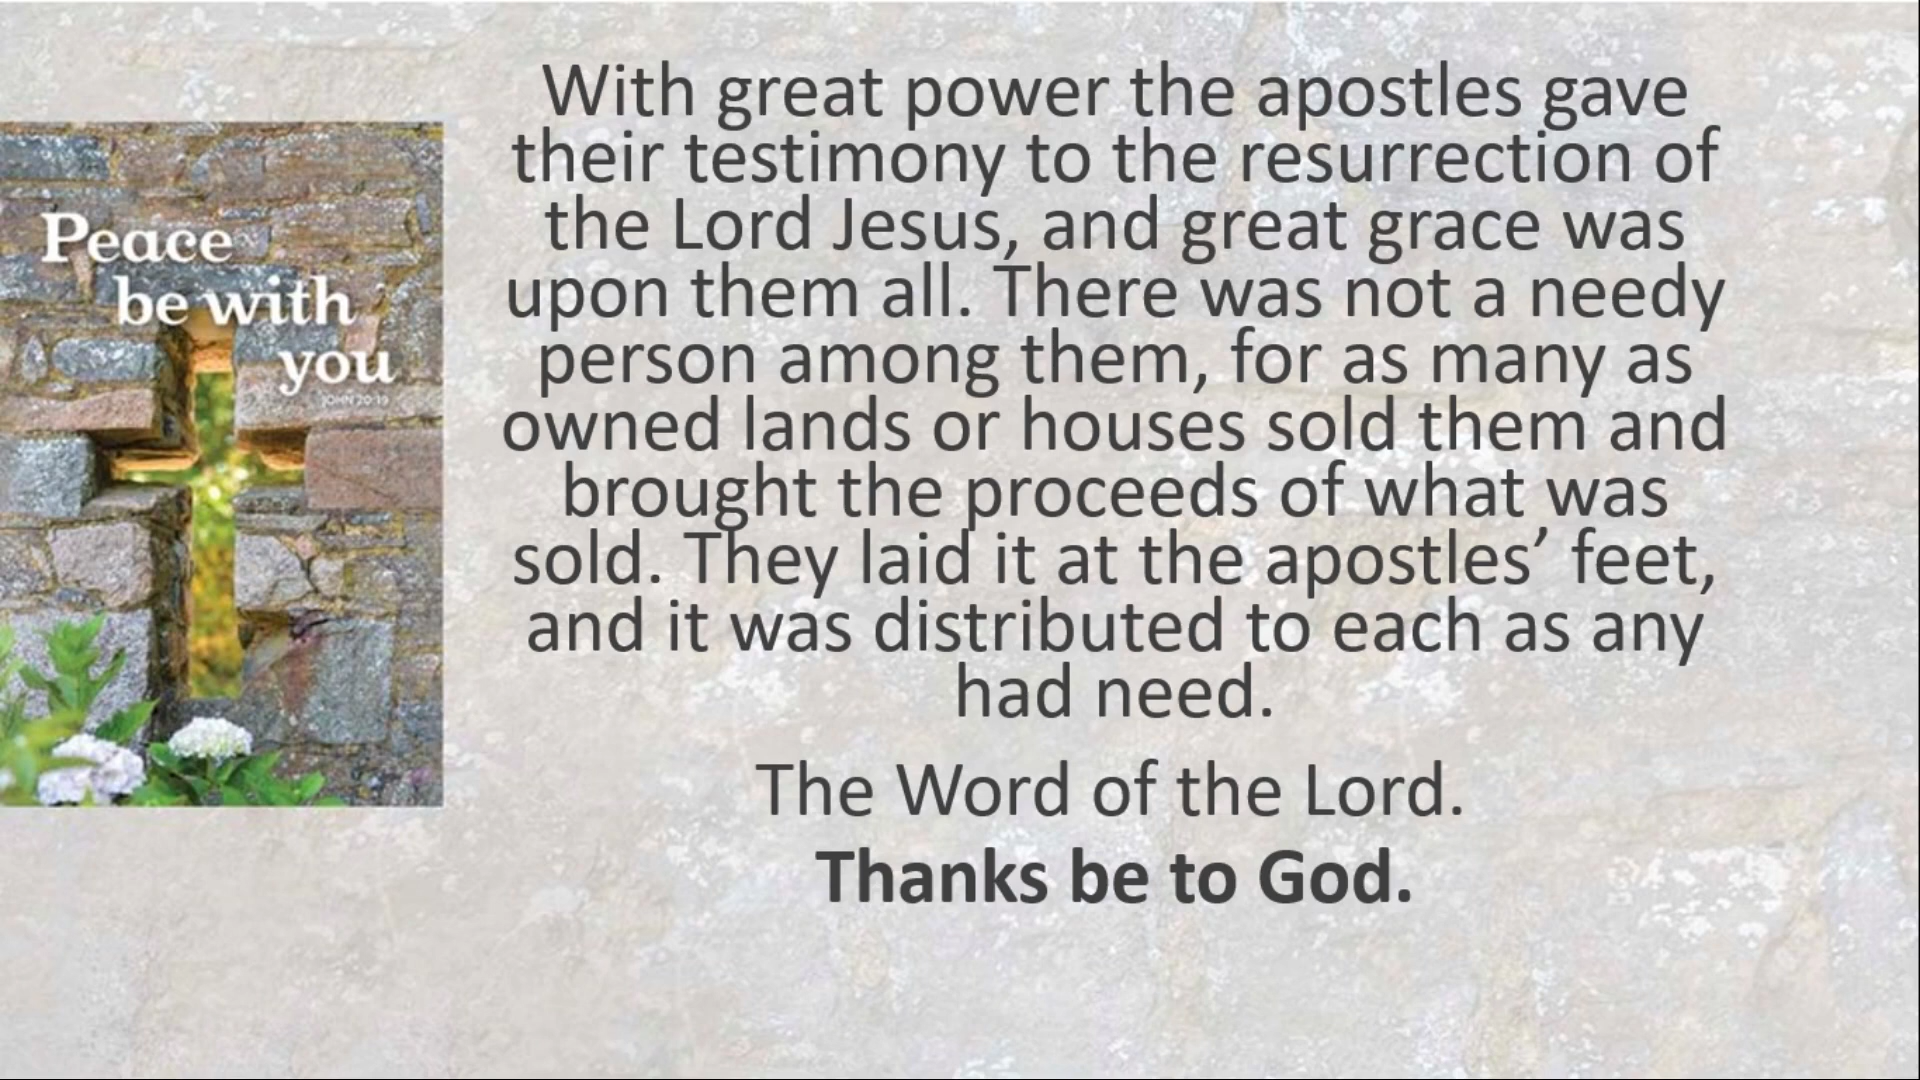 Peace
be with
you
JOHN 20:19
With great power the apostles gave
their testimony to the resurrection of
the Lord Jesus, and great grace was
upon them all. There was not a needy
person among them, for as many as
owned lands or houses sold them and
brought the proceeds of what was
sold. They laid it at the apostles’ feet,
and it was distributed to each as any
had need.
The Word of the Lord.
Thanks be to God.